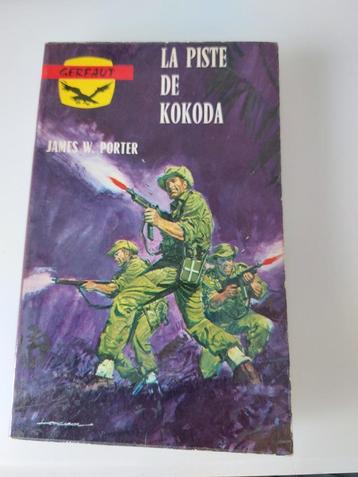 GERFAUT
LA PISTE
DE
KOKODA
JAMES W. PORTER